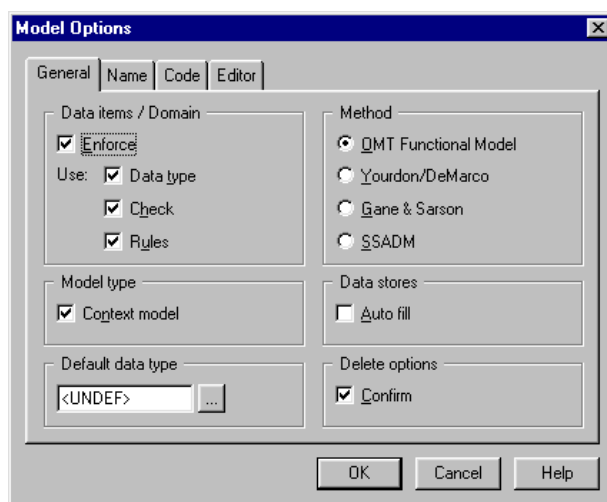 Model Options
General Name Code Editor
Data items / Domain
Enforce
Use: Data type
Check
Rules
Method
OMT Functional Model
Yourdon/DeMarco
Gane & Sarson
SSADM
Model type
Context model
Data stores
Auto fill
Default data type
<UNDEF> ...
Delete options
Confirm
OK Cancel Help